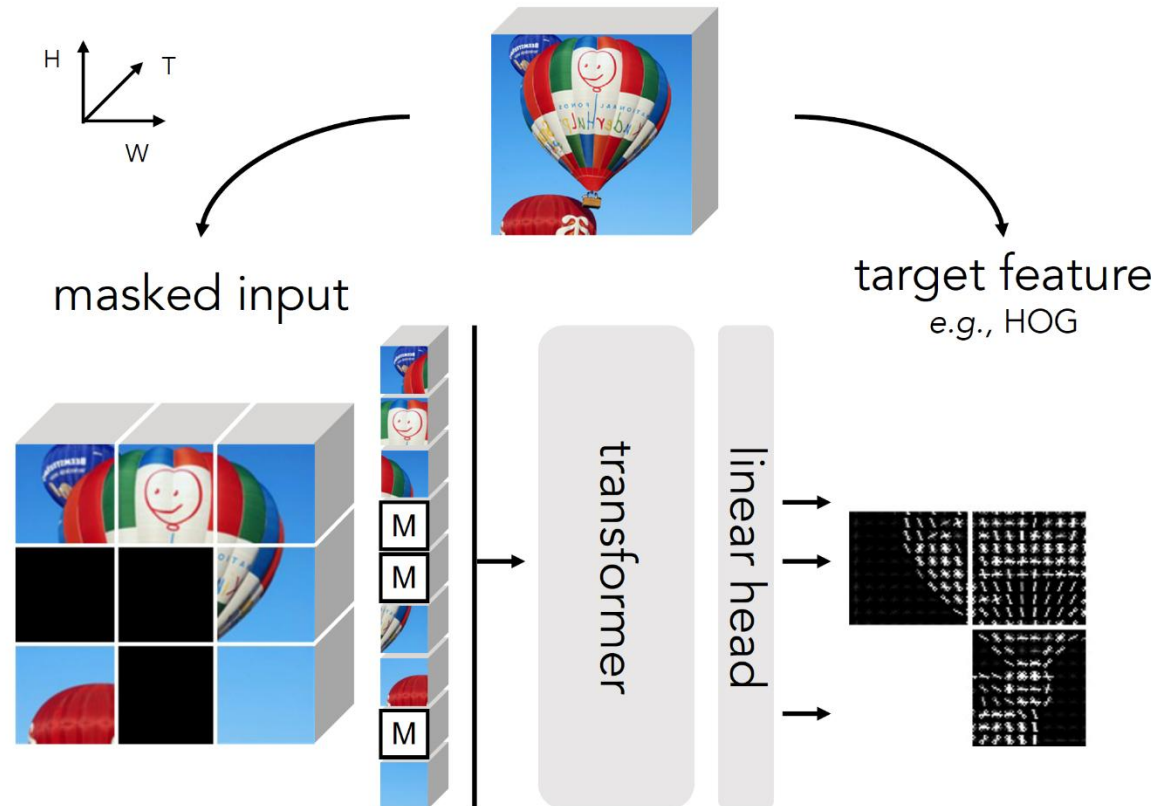 H
T
W
masked input
target feature
e.g., HOG
M
M
M
transformer
linear head